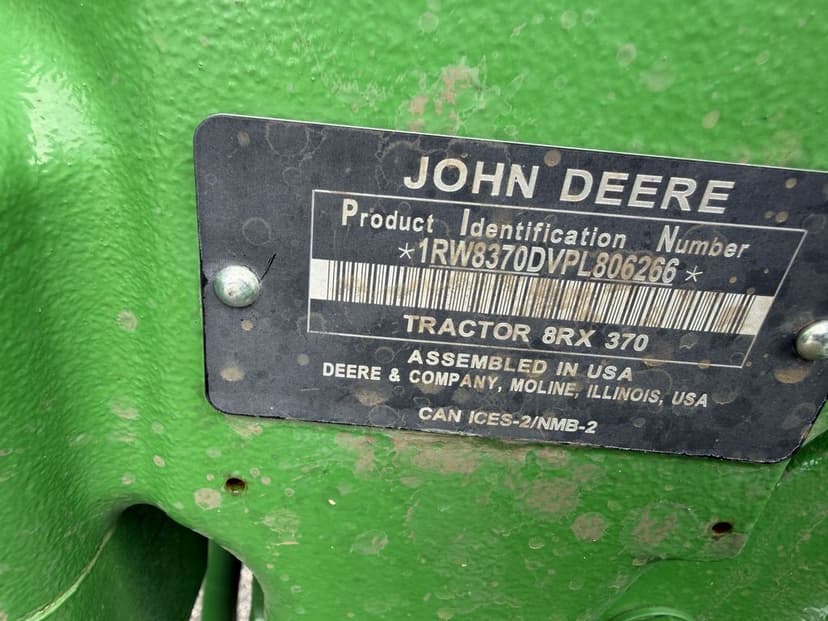 JOHN DEERE
Product Identification Number
*1RW8370DVPL806266*
TRACTOR 8RX 370
ASSEMBLED IN USA
DEERE & COMPANY, MOLINE, ILLINOIS, USA
CAN ICES-2/NMB-2